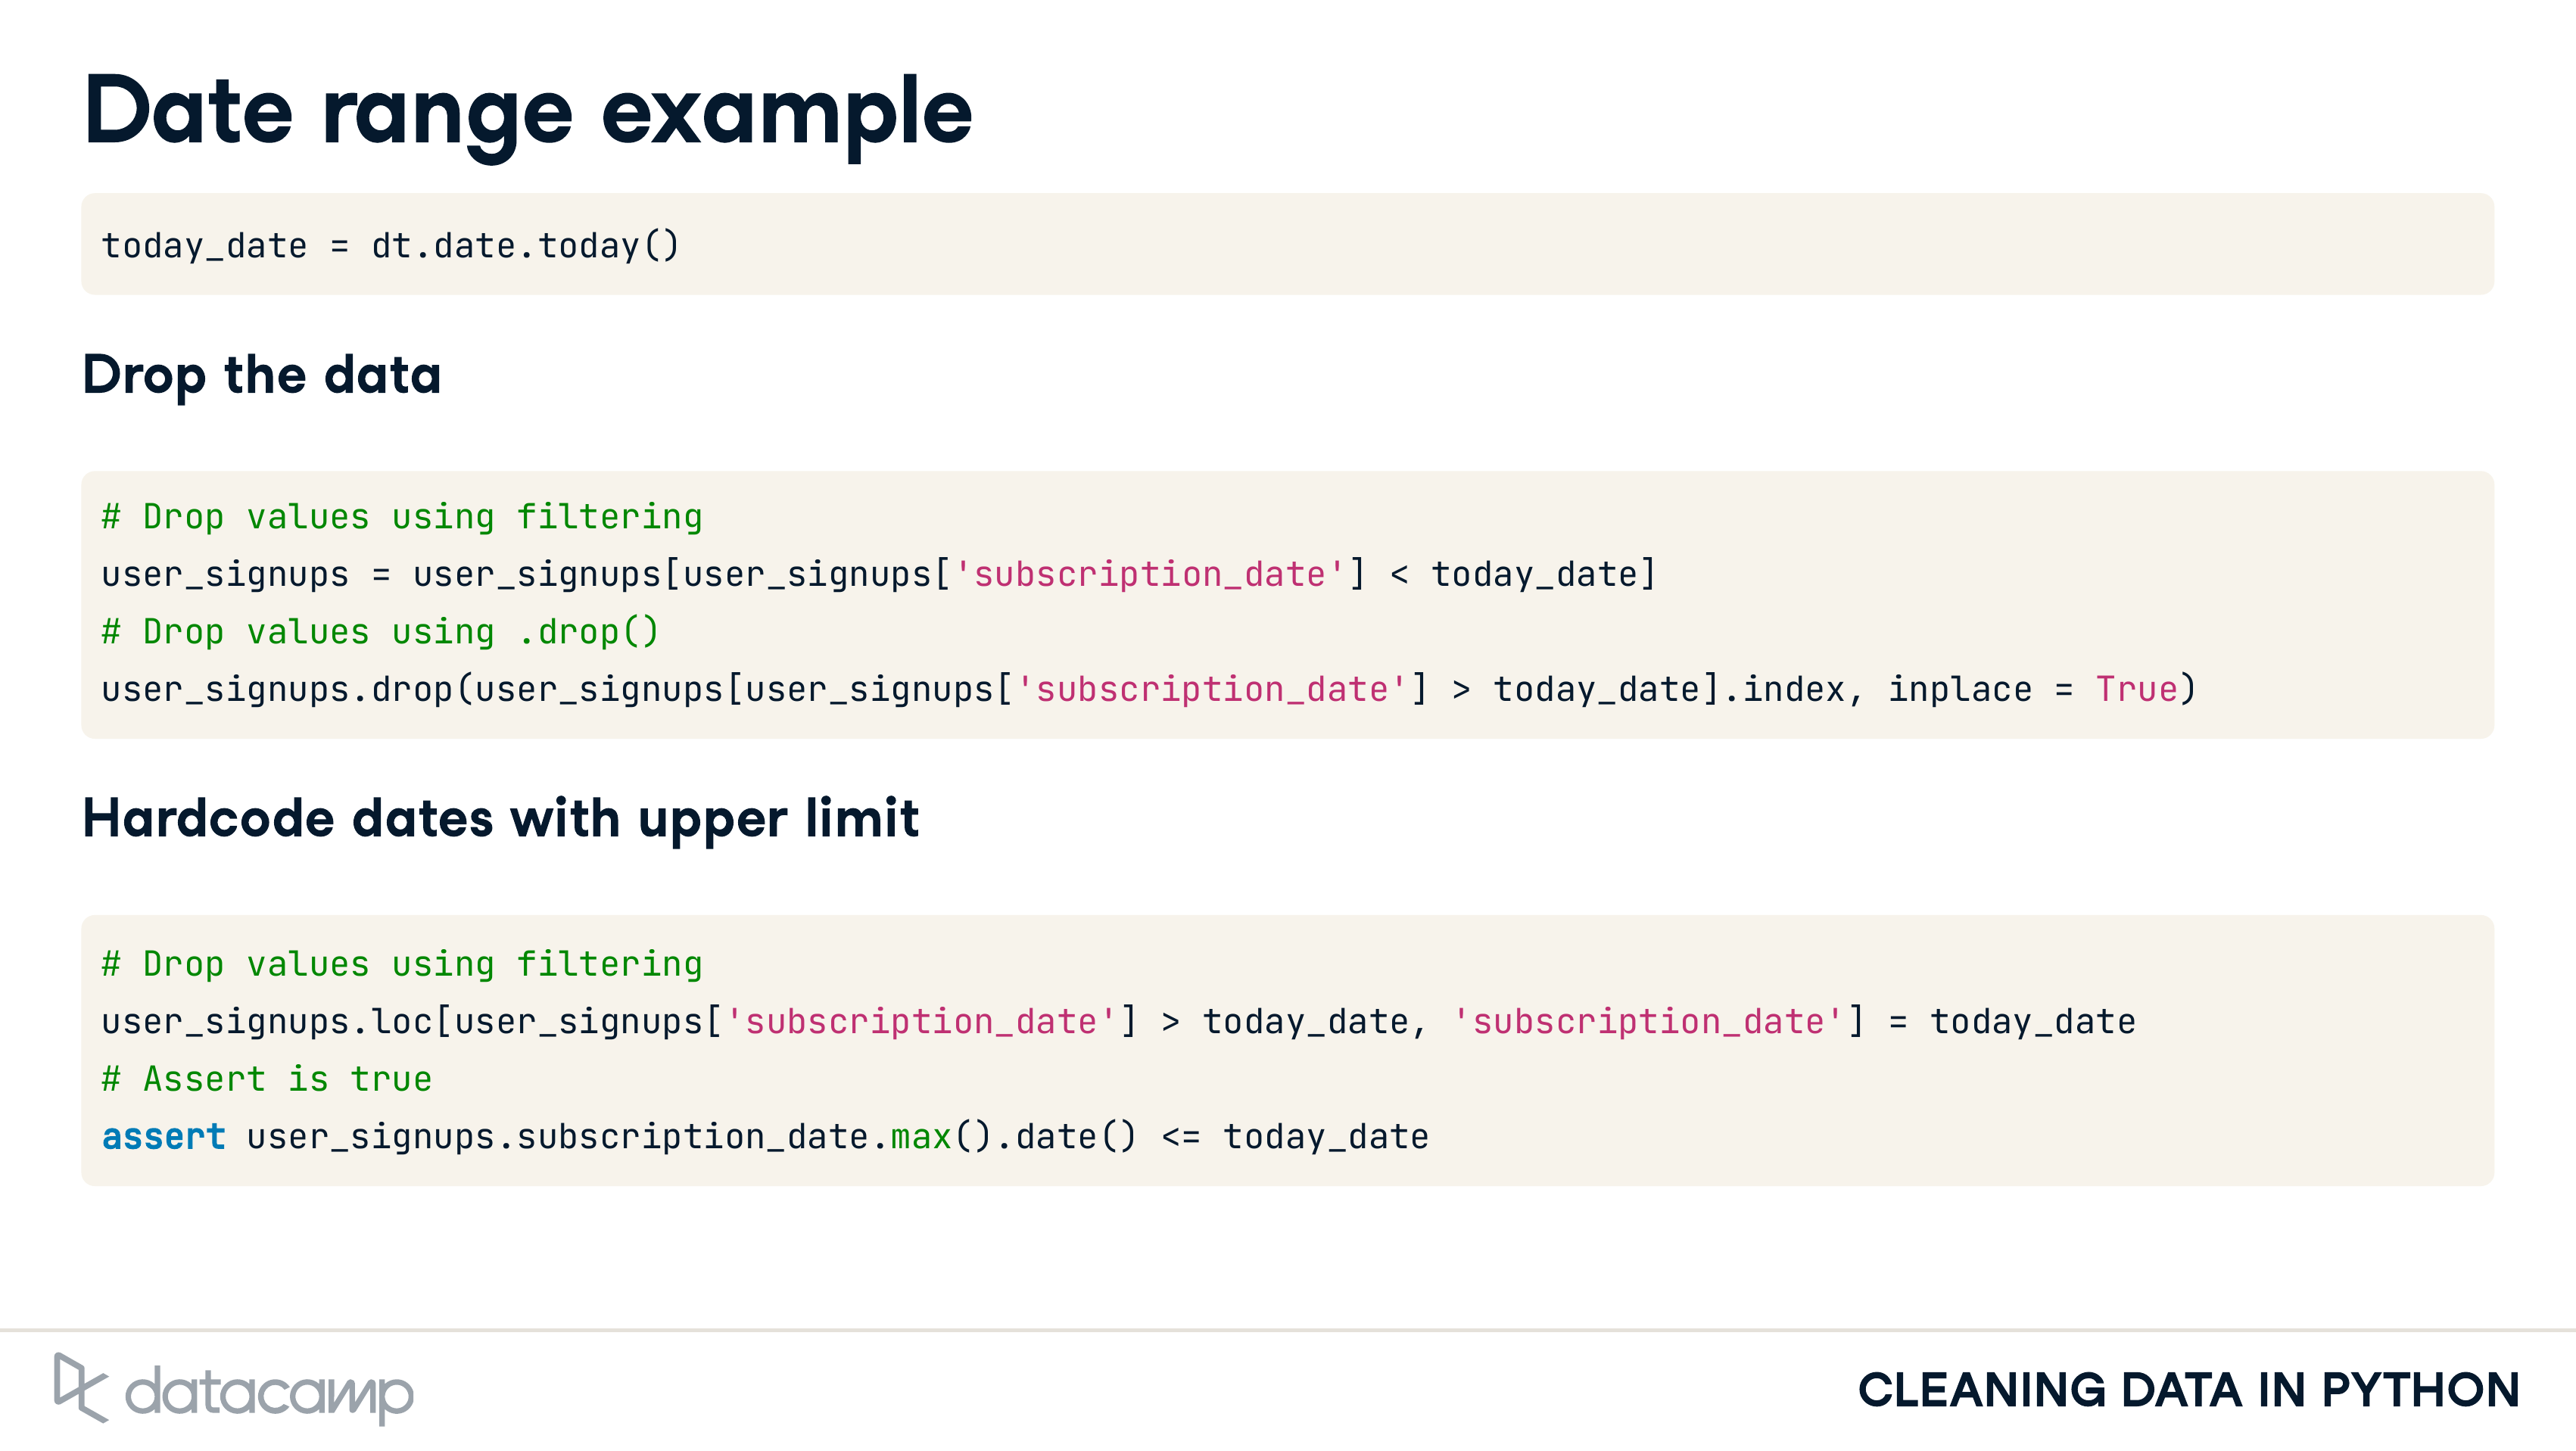 Date range example
today_date = dt.date.today()
Drop the data
# Drop values using filtering
user_signups = user_signups[user_signups['subscription_date'] < today_date]
# Drop values using .drop()
user_signups.drop(user_signups[user_signups['subscription_date'] > today_date].index, inplace = True)
Hardcode dates with upper limit
# Drop values using filtering
user_signups.loc[user_signups['subscription_date'] > today_date, 'subscription_date'] = today_date
# Assert is true
assert user_signups.subscription_date.max().date() <= today_date
datacamp
CLEANING DATA IN PYTHON